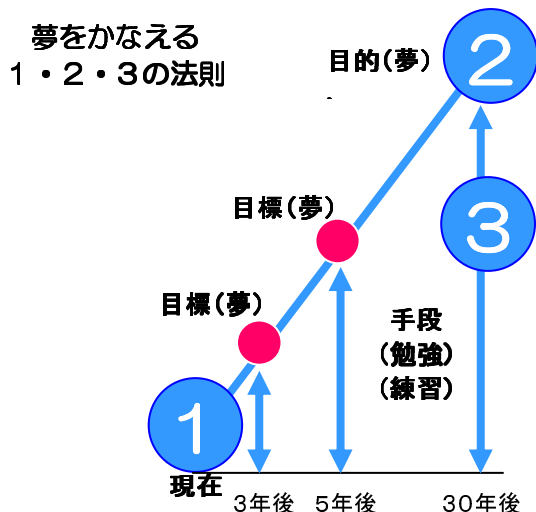 夢をかなえる
１・２・３の法則
目的（夢）
２
目標（夢）
３
目標（夢）
手段
（勉強）
（練習）
１
現在
３年後
５年後
３０年後